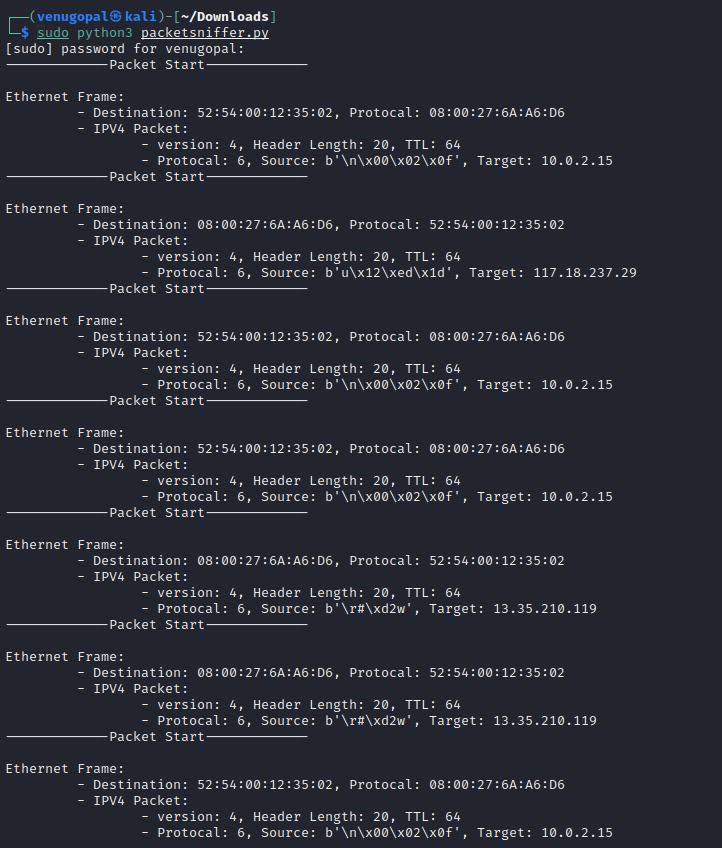 ┌──(venugopal㉿kali)-[~/Downloads]
└─$ sudo python3 packetsniffer.py
[sudo] password for venugopal:
─────────────Packet Start─────────────
Ethernet Frame:
- Destination: 52:54:00:12:35:02, Protocal: 08:00:27:6A:A6:D6
- IPV4 Packet:
- version: 4, Header Length: 20, TTL: 64
- Protocal: 6, Source: b'\n\x00\x02\x0f', Target: 10.0.2.15
─────────────Packet Start─────────────
Ethernet Frame:
- Destination: 08:00:27:6A:A6:D6, Protocal: 52:54:00:12:35:02
- IPV4 Packet:
- version: 4, Header Length: 20, TTL: 64
- Protocal: 6, Source: b'u\x12\xed\x1d', Target: 117.18.237.29
─────────────Packet Start─────────────
Ethernet Frame:
- Destination: 52:54:00:12:35:02, Protocal: 08:00:27:6A:A6:D6
- IPV4 Packet:
- version: 4, Header Length: 20, TTL: 64
- Protocal: 6, Source: b'\n\x00\x02\x0f', Target: 10.0.2.15
─────────────Packet Start─────────────
Ethernet Frame:
- Destination: 52:54:00:12:35:02, Protocal: 08:00:27:6A:A6:D6
- IPV4 Packet:
- version: 4, Header Length: 20, TTL: 64
- Protocal: 6, Source: b'\n\x00\x02\x0f', Target: 10.0.2.15
─────────────Packet Start─────────────
Ethernet Frame:
- Destination: 08:00:27:6A:A6:D6, Protocal: 52:54:00:12:35:02
- IPV4 Packet:
- version: 4, Header Length: 20, TTL: 64
- Protocal: 6, Source: b'\r#\xd2w', Target: 13.35.210.119
─────────────Packet Start─────────────
Ethernet Frame:
- Destination: 08:00:27:6A:A6:D6, Protocal: 52:54:00:12:35:02
- IPV4 Packet:
- version: 4, Header Length: 20, TTL: 64
- Protocal: 6, Source: b'\r#\xd2w', Target: 13.35.210.119
─────────────Packet Start─────────────
Ethernet Frame:
- Destination: 52:54:00:12:35:02, Protocal: 08:00:27:6A:A6:D6
- IPV4 Packet:
- version: 4, Header Length: 20, TTL: 64
- Protocal: 6, Source: b'\n\x00\x02\x0f', Target: 10.0.2.15